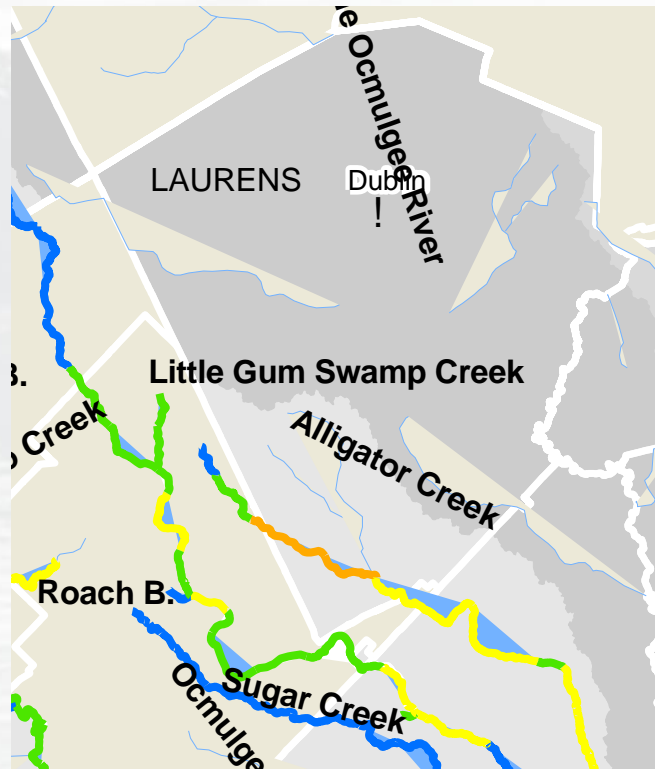 e Ocmulgee River
LAURENS
Dublin
!
B.
Little Gum Swamp Creek
Creek
Alligator Creek
Roach B.
Sugar Creek
Ocmulge